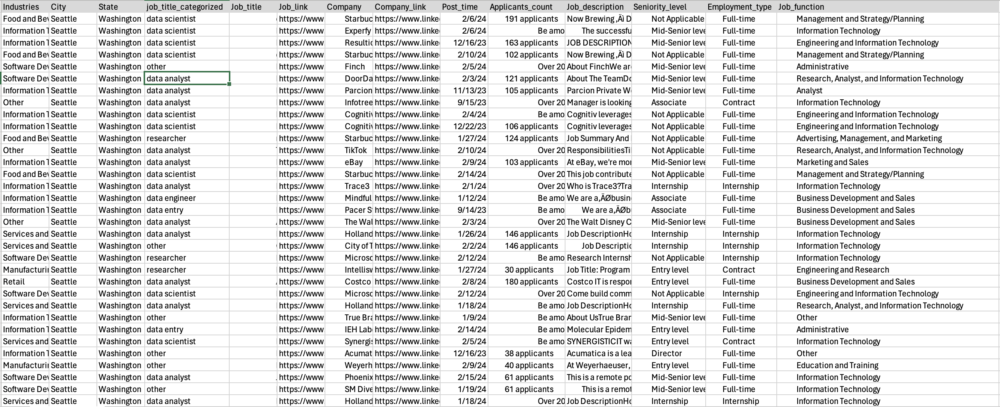 Industries City State job_title_categorized Job_title Job_link Company Company_link Post_time Applicants_count Job_description Seniority_level Employment_type Job_function
Food and Bev Seattle Washington data scientist https://www. Starbuc https://www.linke 2/6/24 191 applicants Now Brewing ‚Äì D Not Applicable Full-time Management and Strategy/Planning
Information T Seattle Washington data scientist https://www. Experfy https://www.linke 2/6/24 Be amo The successfu Mid-Senior leve Full-time Information Technology
Information T Seattle Washington data scientist https://www. Resultic https://www.linke 12/16/23 163 applicants JOB DESCRIPTION Mid-Senior leve Full-time Engineering and Information Technology
Food and Bev Seattle Washington data scientist https://www. Starbuc https://www.linke 2/10/24 102 applicants Now Brewing ‚Äì D Not Applicable Full-time Management and Strategy/Planning
Software Dev Seattle Washington other https://www. Finch https://www.linke 2/5/24 Over 20 About FinchWe ar Mid-Senior leve Full-time Administrative
Software Dev Seattle Washington data analyst https://www. DoorDa https://www.linke 2/3/24 121 applicants About The TeamDo Mid-Senior leve Full-time Research, Analyst, and Information Technology
Information T Seattle Washington data analyst https://www. Parcion https://www.linke 11/13/23 105 applicants Parcion Private W Mid-Senior leve Full-time Analyst
Other Seattle Washington data analyst https://www. Infotree https://www.linke 9/15/23 Over 20 Manager is looking Associate Contract Information Technology
Information T Seattle Washington data scientist https://www. Cognitiv https://www.linke 2/4/24 Be amo Cognitiv leverages Not Applicable Full-time Engineering and Information Technology
Information T Seattle Washington data scientist https://www. Cognitiv https://www.linke 12/22/23 106 applicants Cognitiv leverages Not Applicable Full-time Engineering and Information Technology
Food and Bev Seattle Washington researcher https://www. Starbuc https://www.linke 1/27/24 124 applicants Job Summary And Not Applicable Full-time Advertising, Management, and Marketing
Other Seattle Washington data analyst https://www. TikTok https://www.linke 2/10/24 Over 20 ResponsibilitiesTi Not Applicable Full-time Research, Analyst, and Information Technology
Information T Seattle Washington data analyst https://www. eBay https://www.linke 2/9/24 103 applicants At eBay, we're mor Mid-Senior leve Full-time Marketing and Sales
Food and Bev Seattle Washington data scientist https://www. Starbuc https://www.linke 2/14/24 Over 20 This job contribute Not Applicable Full-time Management and Strategy/Planning
Information T Seattle Washington data analyst https://www. Trace3 https://www.linke 2/1/24 Over 20 Who is Trace3?Tra Internship Internship Information Technology
Information T Seattle Washington data engineer https://www. Mindful https://www.linke 1/12/24 Be amo We are a‚ÄØbusin Associate Full-time Business Development and Sales
Information T Seattle Washington data entry https://www. Pacer S https://www.linke 9/14/23 Be amo We are a‚ÄØb Associate Full-time Business Development and Sales
Other Seattle Washington data analyst https://www. The Wal https://www.linke 2/3/24 Over 20 The Walt Disney C Mid-Senior leve Full-time Business Development and Sales
Services and Seattle Washington data analyst https://www. Holland https://www.linke 1/26/24 146 applicants Job DescriptionHo Internship Internship Information Technology
Services and Seattle Washington other https://www. City of T https://www.linke 2/2/24 146 applicants Job Descriptic Internship Internship Information Technology
Software Dev Seattle Washington researcher https://www. Microsc https://www.linke 2/12/24 Be amo Research Internsh Not Applicable Internship Information Technology
Manufacturin Seattle Washington researcher https://www. Intellisw https://www.linke 1/27/24 30 applicants Job Title: Program Entry level Contract Engineering and Research
Retail Seattle Washington data analyst https://www. Costco https://www.linke 2/8/24 180 applicants Costco IT is respor Entry level Full-time Business Development and Sales
Software Dev Seattle Washington data scientist https://www. Microsc https://www.linke 2/12/24 Over 20 Come build comm Not Applicable Internship Engineering and Information Technology
Services and Seattle Washington data analyst https://www. Holland https://www.linke 1/18/24 Be amo Job DescriptionHo Internship Full-time Research, Analyst, and Information Technology
Information T Seattle Washington other https://www. True Bra https://www.linke 1/9/24 Be amo About UsTrue Bran Mid-Senior leve Full-time Other
Information T Seattle Washington data entry https://www. IEH Lab https://www.linke 2/14/24 Be amo Molecular Epidem Entry level Full-time Administrative
Services and Seattle Washington data scientist https://www. Synergis https://www.linke 2/5/24 Be amo SYNERGISTICIT wa Entry level Contract Information Technology
Information T Seattle Washington other https://www. Acumat https://www.linke 12/16/23 38 applicants Acumatica is a lea Director Full-time Other
Manufacturin Seattle Washington other https://www. Weyerh https://www.linke 2/9/24 40 applicants At Weyerhaeuser, Entry level Full-time Education and Training
Software Dev Seattle Washington data analyst https://www. Phoenix https://www.linke 2/15/24 61 applicants This is a remote po Mid-Senior leve Full-time Information Technology
Software Dev Seattle Washington other https://www. SM Dive https://www.linke 1/19/24 61 applicants This is a remot Mid-Senior leve Full-time Information Technology
Services and Seattle Washington data analyst https://www. Holland https://www.linke 1/18/24 Over 20 Job DescriptionHo Internship Internship Information Technology